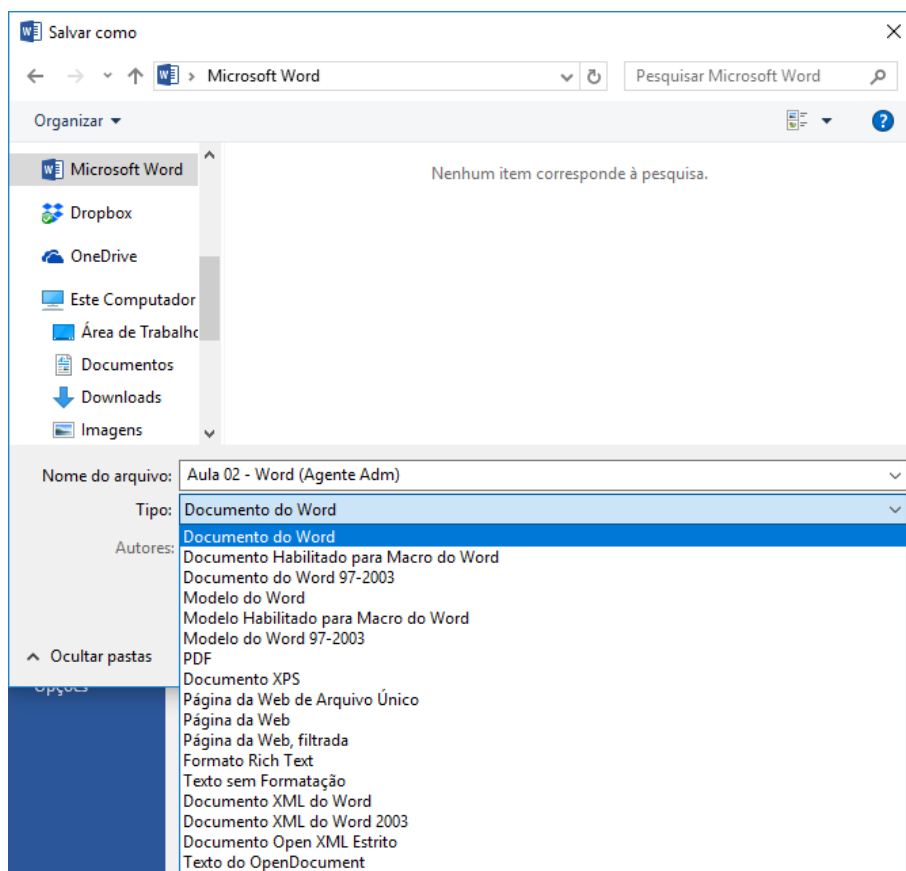 Salvar como
Microsoft Word
Pesquisar Microsoft Word
Organizar
?
Microsoft Word
Nenhum item corresponde à pesquisa.
Dropbox
OneDrive
Este Computador
Área de Trabalho
Documentos
Downloads
Imagens
Nome do arquivo: Aula 02 - Word (Agente Adm)
Tipo: Documento do Word
Autores:
Documento do Word
Documento Habilitado para Macro do Word
Documento do Word 97-2003
Modelo do Word
Modelo Habilitado para Macro do Word
Modelo do Word 97-2003
Ocultar pastas
PDF
Documento XPS
Opções
Página da Web de Arquivo Único
Página da Web
Página da Web, filtrada
Formato Rich Text
Texto sem Formatação
Documento XML do Word
Documento XML do Word 2003
Documento Open XML Estrito
Texto do OpenDocument